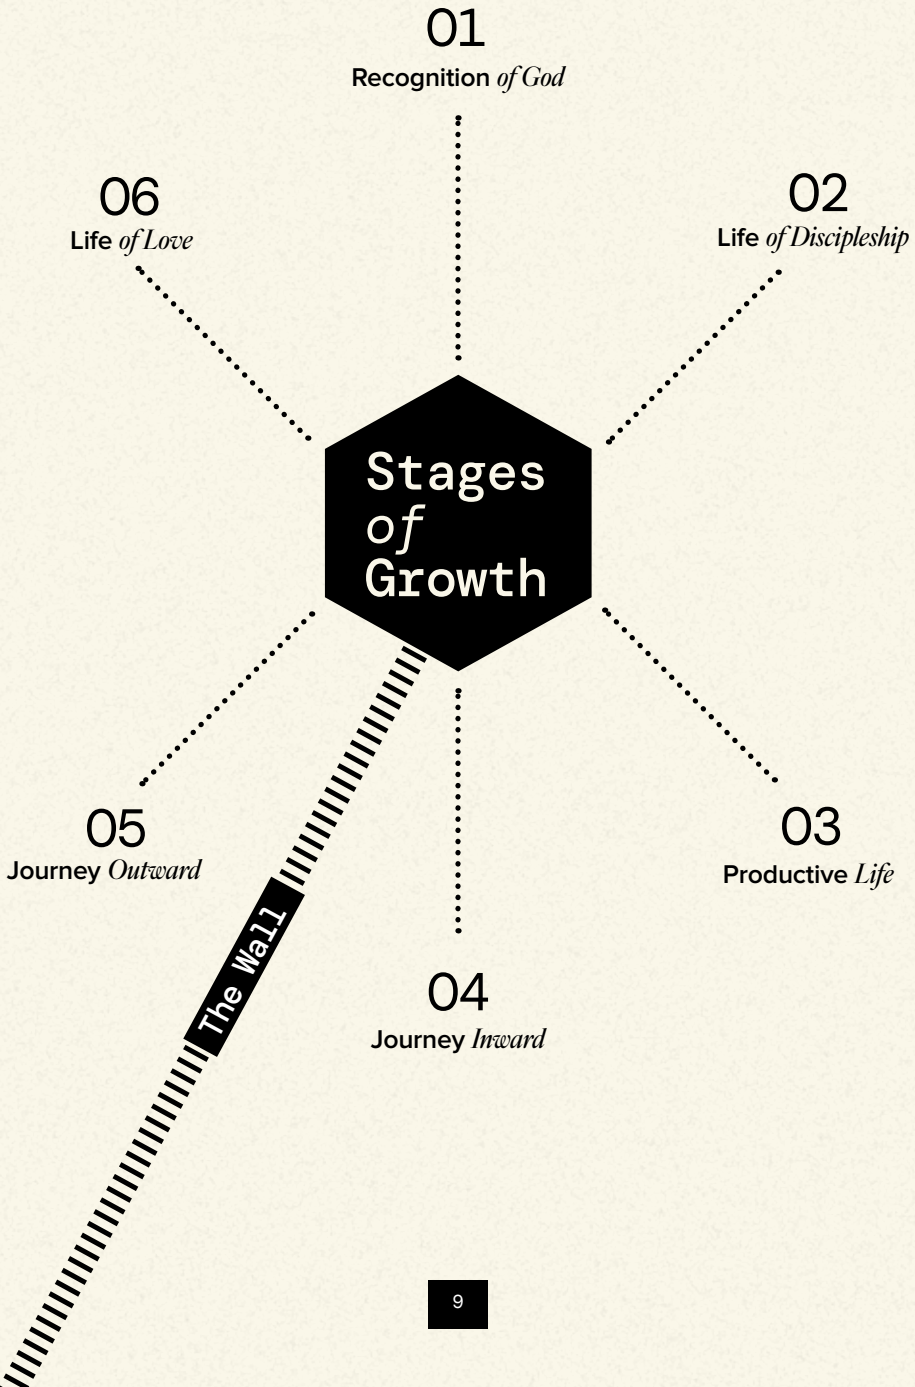 01
Recognition of God
06
Life of Love
02
Life of Discipleship
Stages
of
Growth
05
Journey Outward
03
Productive Life
The Wall
04
Journey Inward
9